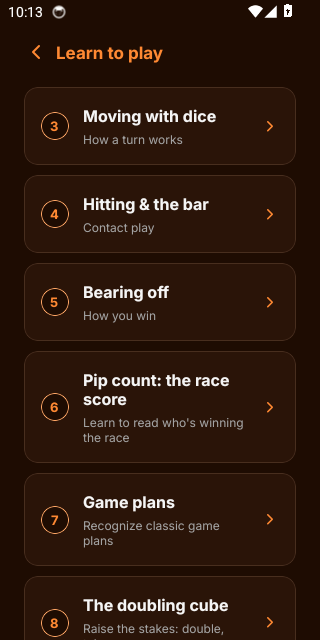 10:13
Learn to play
3
Moving with dice
How a turn works
4
Hitting & the bar
Contact play
5
Bearing off
How you win
6
Pip count: the race
score
Learn to read who's winning
the race
7
Game plans
Recognize classic game
plans
8
The doubling cube
Raise the stakes: double,